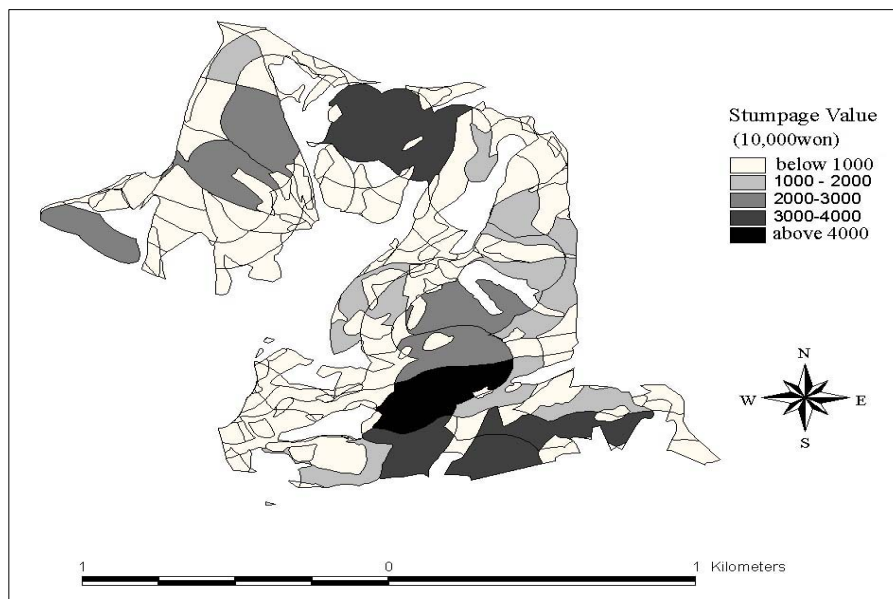 Stumpage Value
(10,000won)
below 1000
1000 - 2000
2000-3000
3000-4000
above 4000
N
W E
S
1 0 1 Kilometers